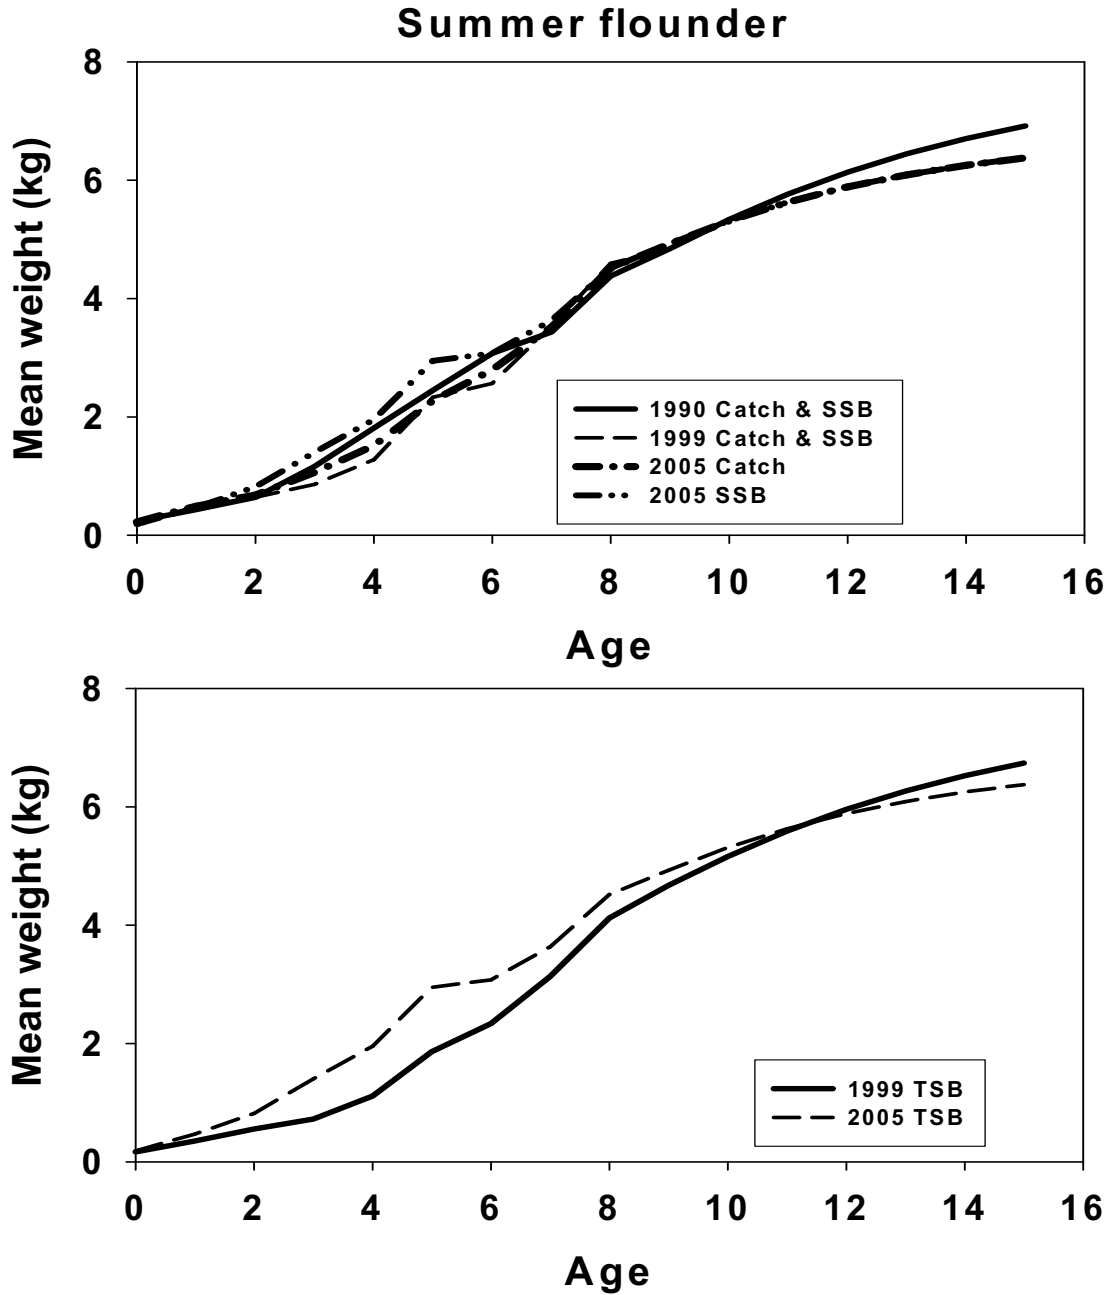 Summer flounder
8
6
4
2
0
Mean weight (kg)
1990 Catch & SSB
1999 Catch & SSB
2005 Catch
2005 SSB
0 2 4 6 8 10 12 14 16
Age
8
6
4
2
0
Mean weight (kg)
1999 TSB
2005 TSB
0 2 4 6 8 10 12 14 16
Age